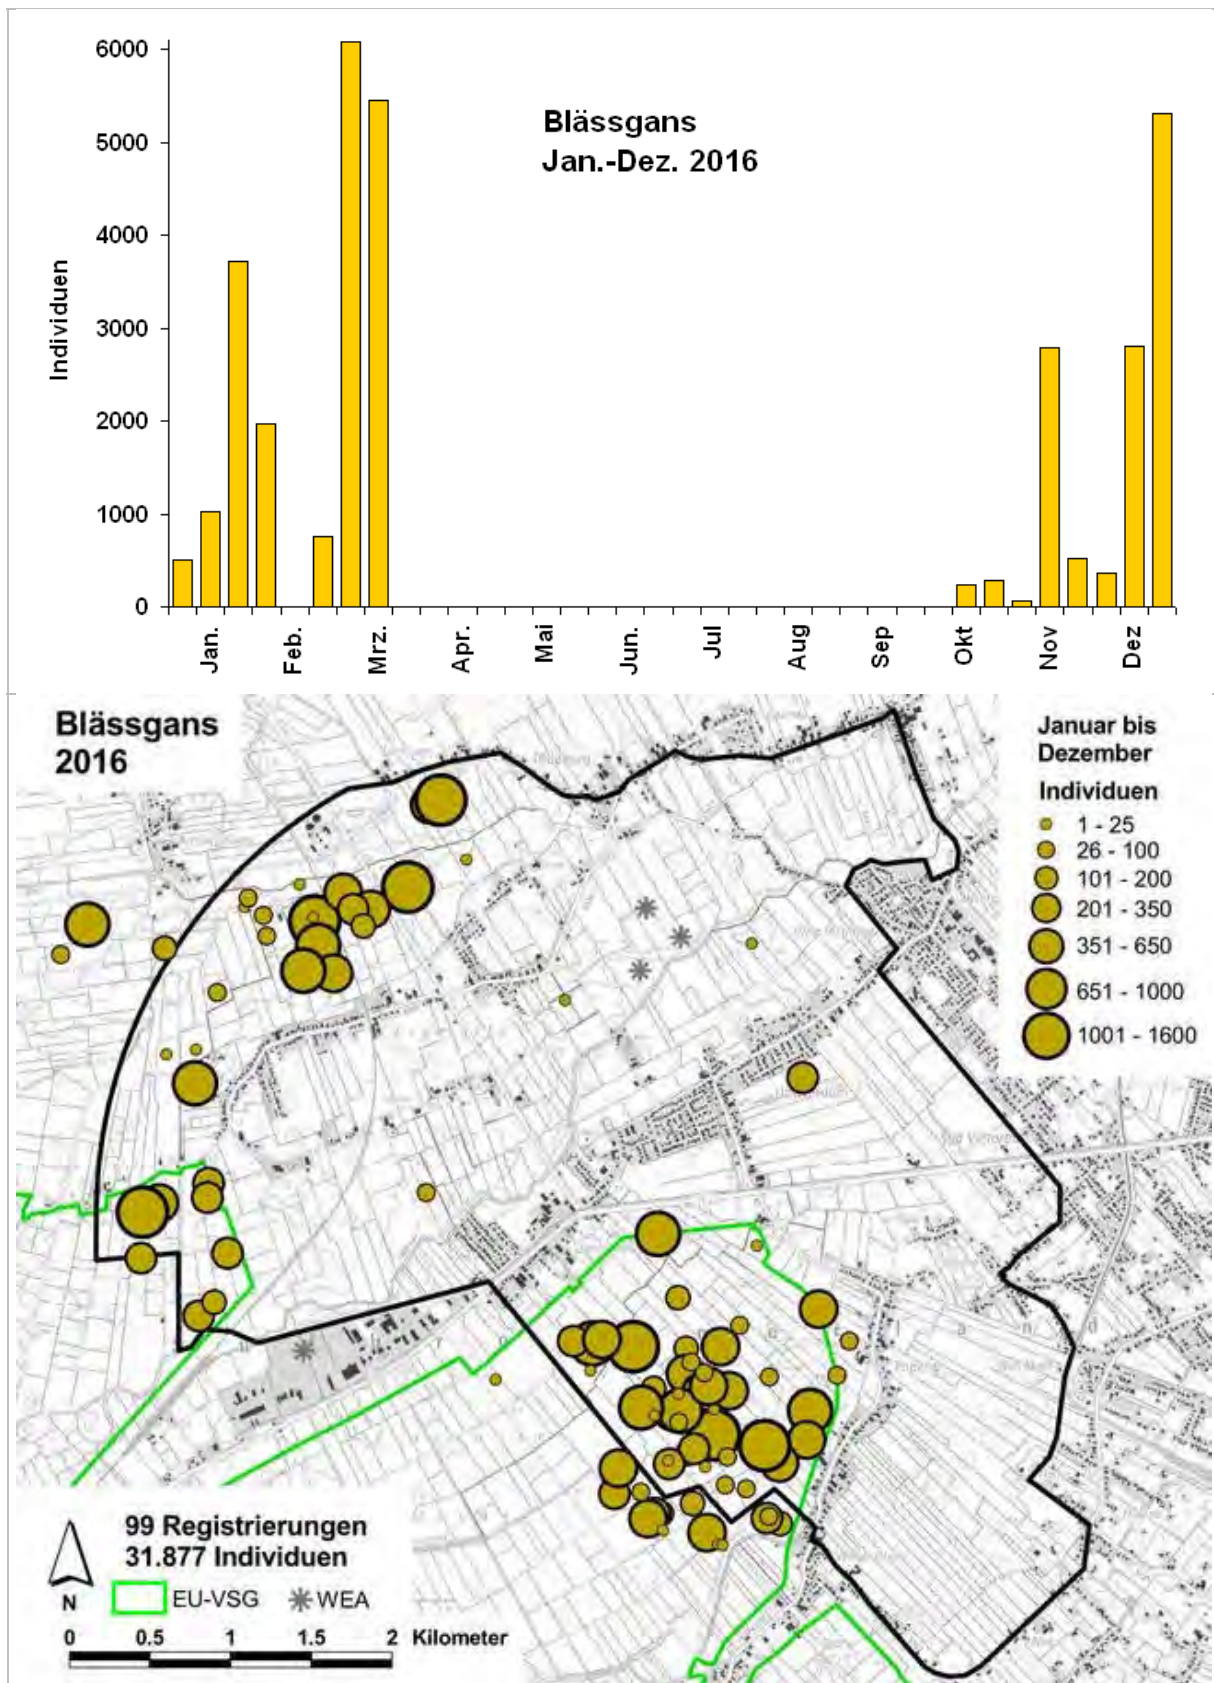 6000
5000
4000
3000
2000
1000
0
Individuen
Blässgans
Jan.-Dez. 2016
Jan.
Feb.
Mrz.
Apr.
Mai
Jun.
Jul
Aug
Sep
Okt
Nov
Dez
Blässgans
2016
Januar bis
Dezember
Individuen
1 - 25
26 - 100
101 - 200
201 - 350
351 - 650
651 - 1000
1001 - 1600
99 Registrierungen
31.877 Individuen
N
EU-VSG
WEA
0 0.5 1 1.5 2 Kilometer